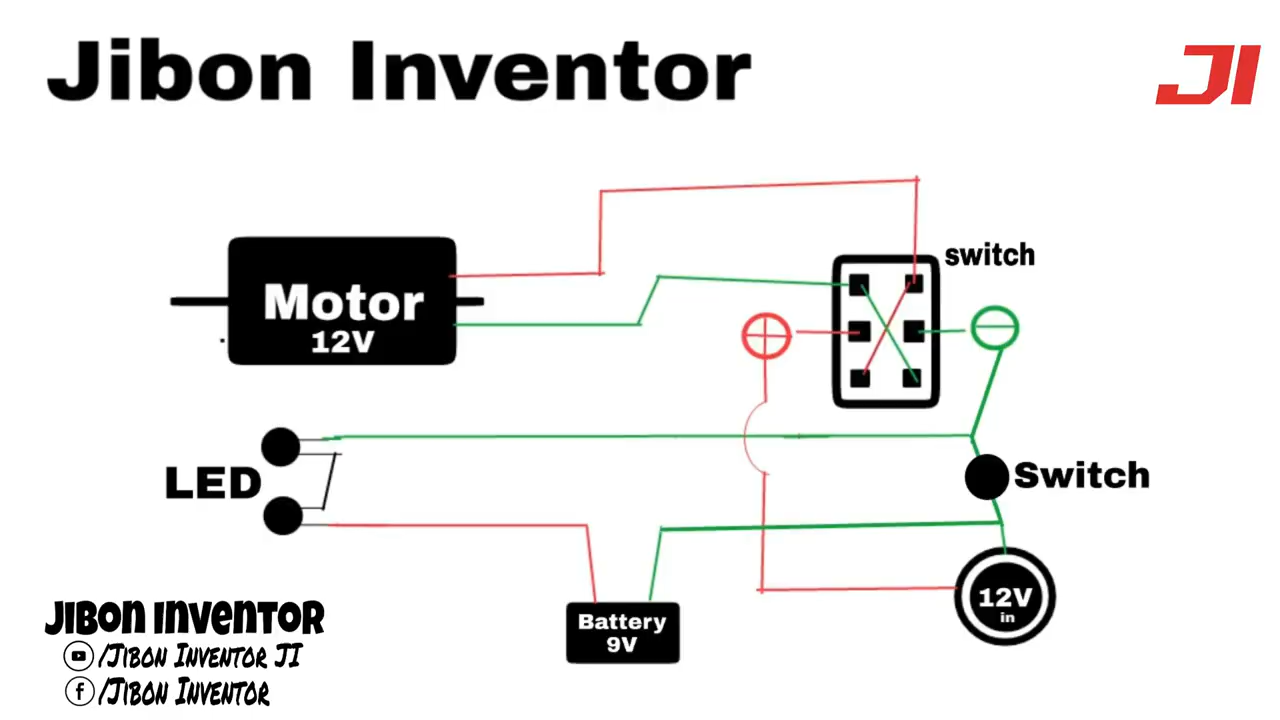 Jibon Inventor
JI
switch
Motor
12V
LED
Switch
12V
in
Battery
9V
JIBON INVENTOR
/JIBON INVENTOR JI
/JIBON INVENTOR